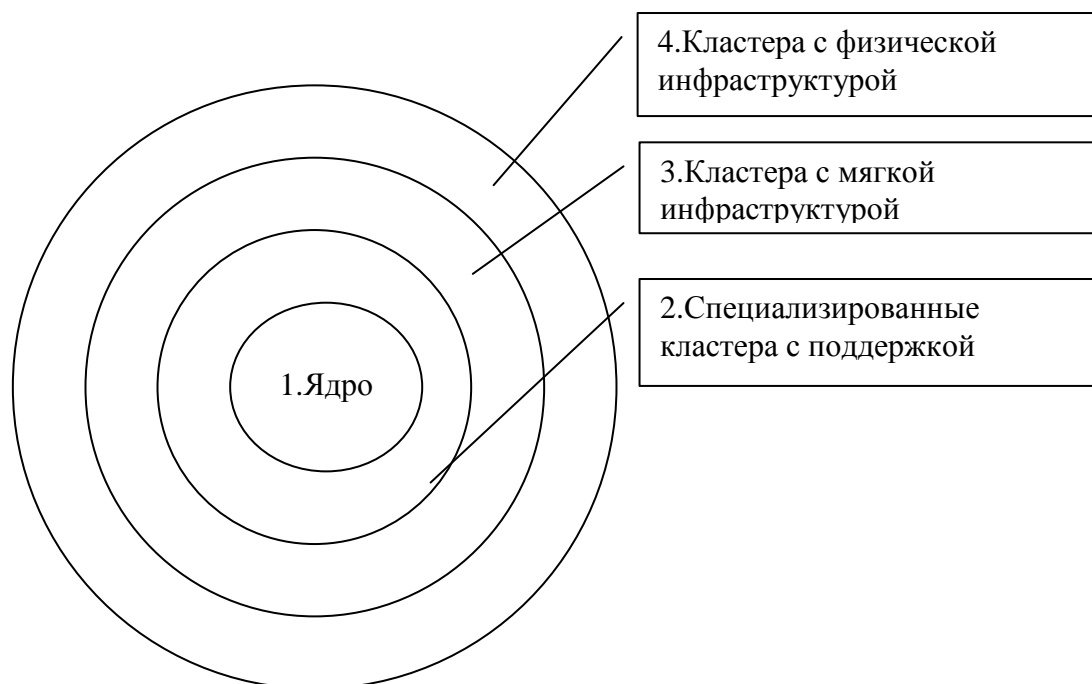 4.Кластера с физической
инфраструктурой
3.Кластера с мягкой
инфраструктурой
2.Специализированные
кластера с поддержкой
1.Ядро